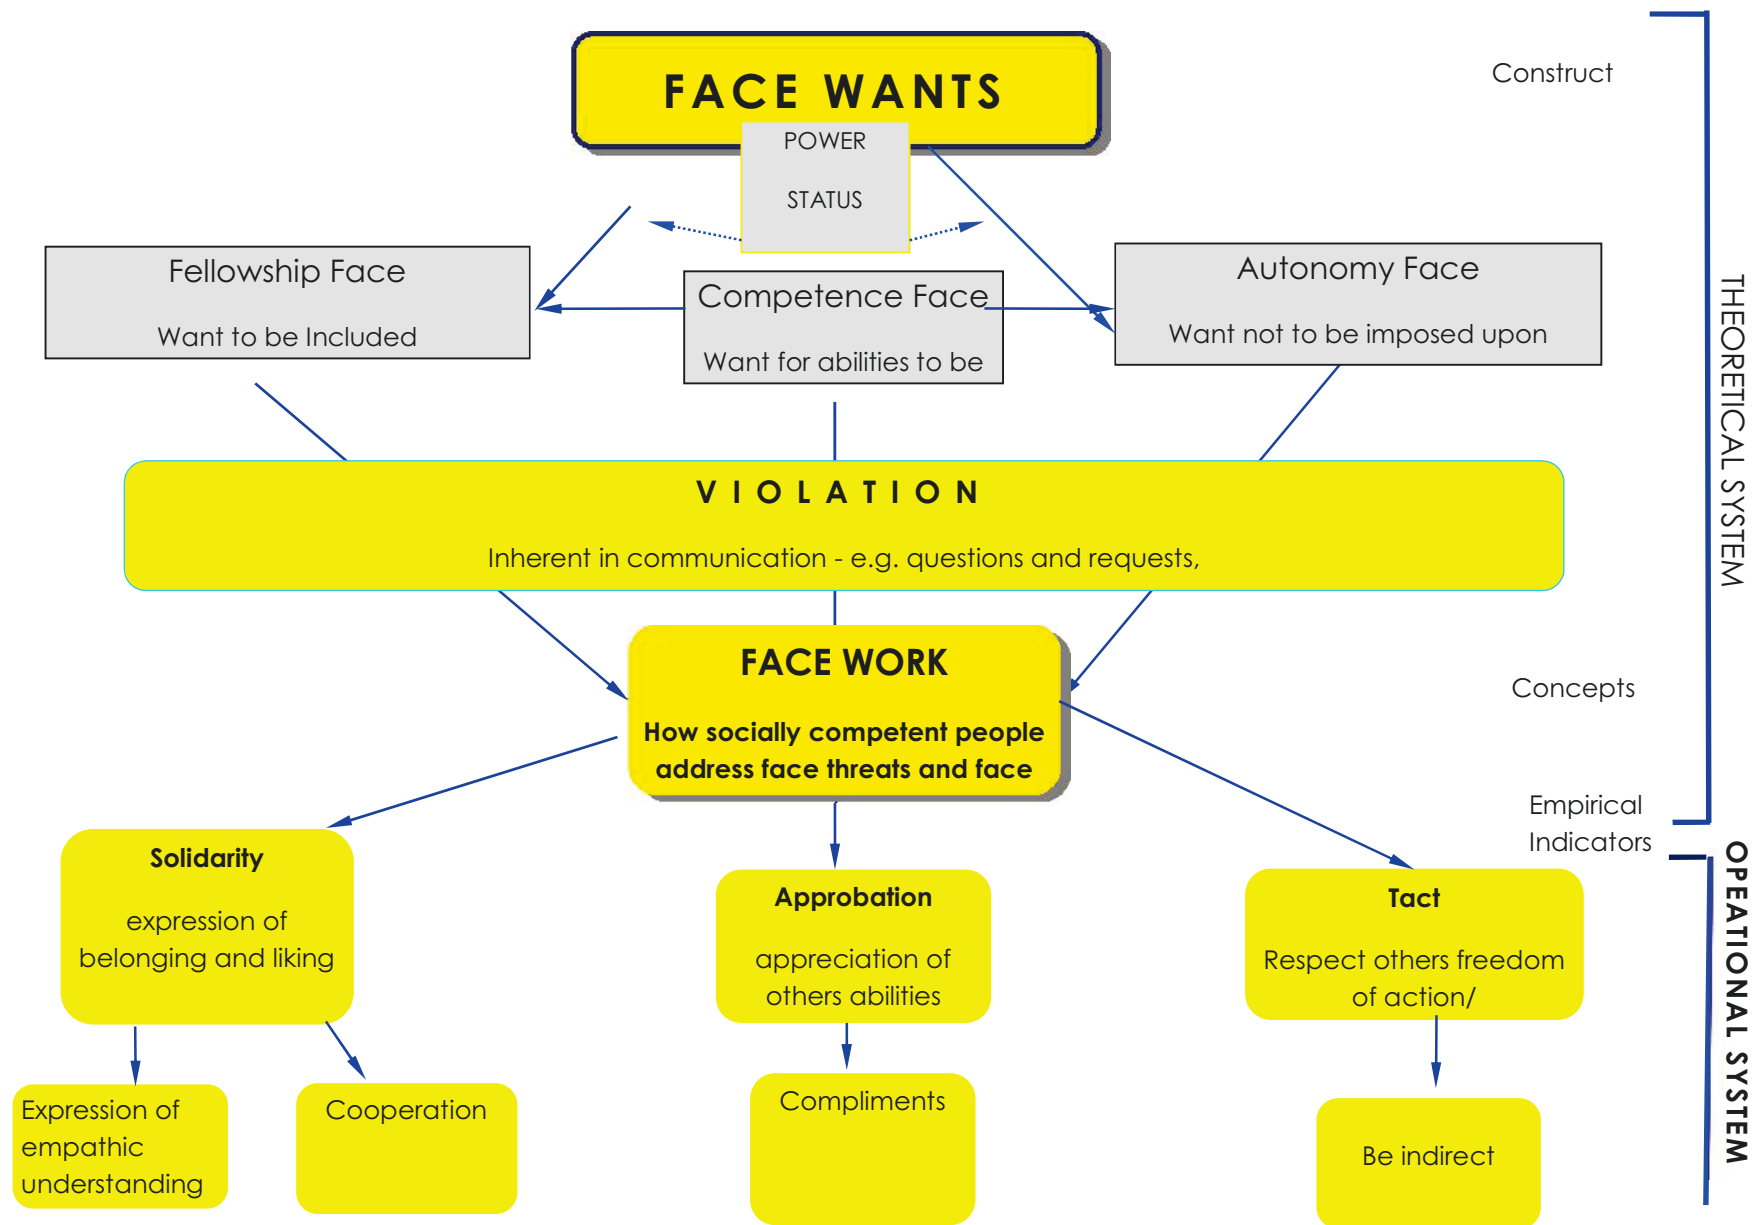 FACE WANTS
Construct
POWER
STATUS
Fellowship Face
Want to be Included
Competence Face
Want for abilities to be
Autonomy Face
Want not to be imposed upon
THEORETICAL SYSTEM
VIOLATION
Inherent in communication - e.g. questions and requests,
FACE WORK
How socially competent people
address face threats and face
Concepts
Empirical
Indicators
Solidarity
expression of
belonging and liking
Approbation
appreciation of
others abilities
Tact
Respect others freedom
of action/
OPEATIONAL SYSTEM
Expression of
empathic
understanding
Cooperation
Compliments
Be indirect